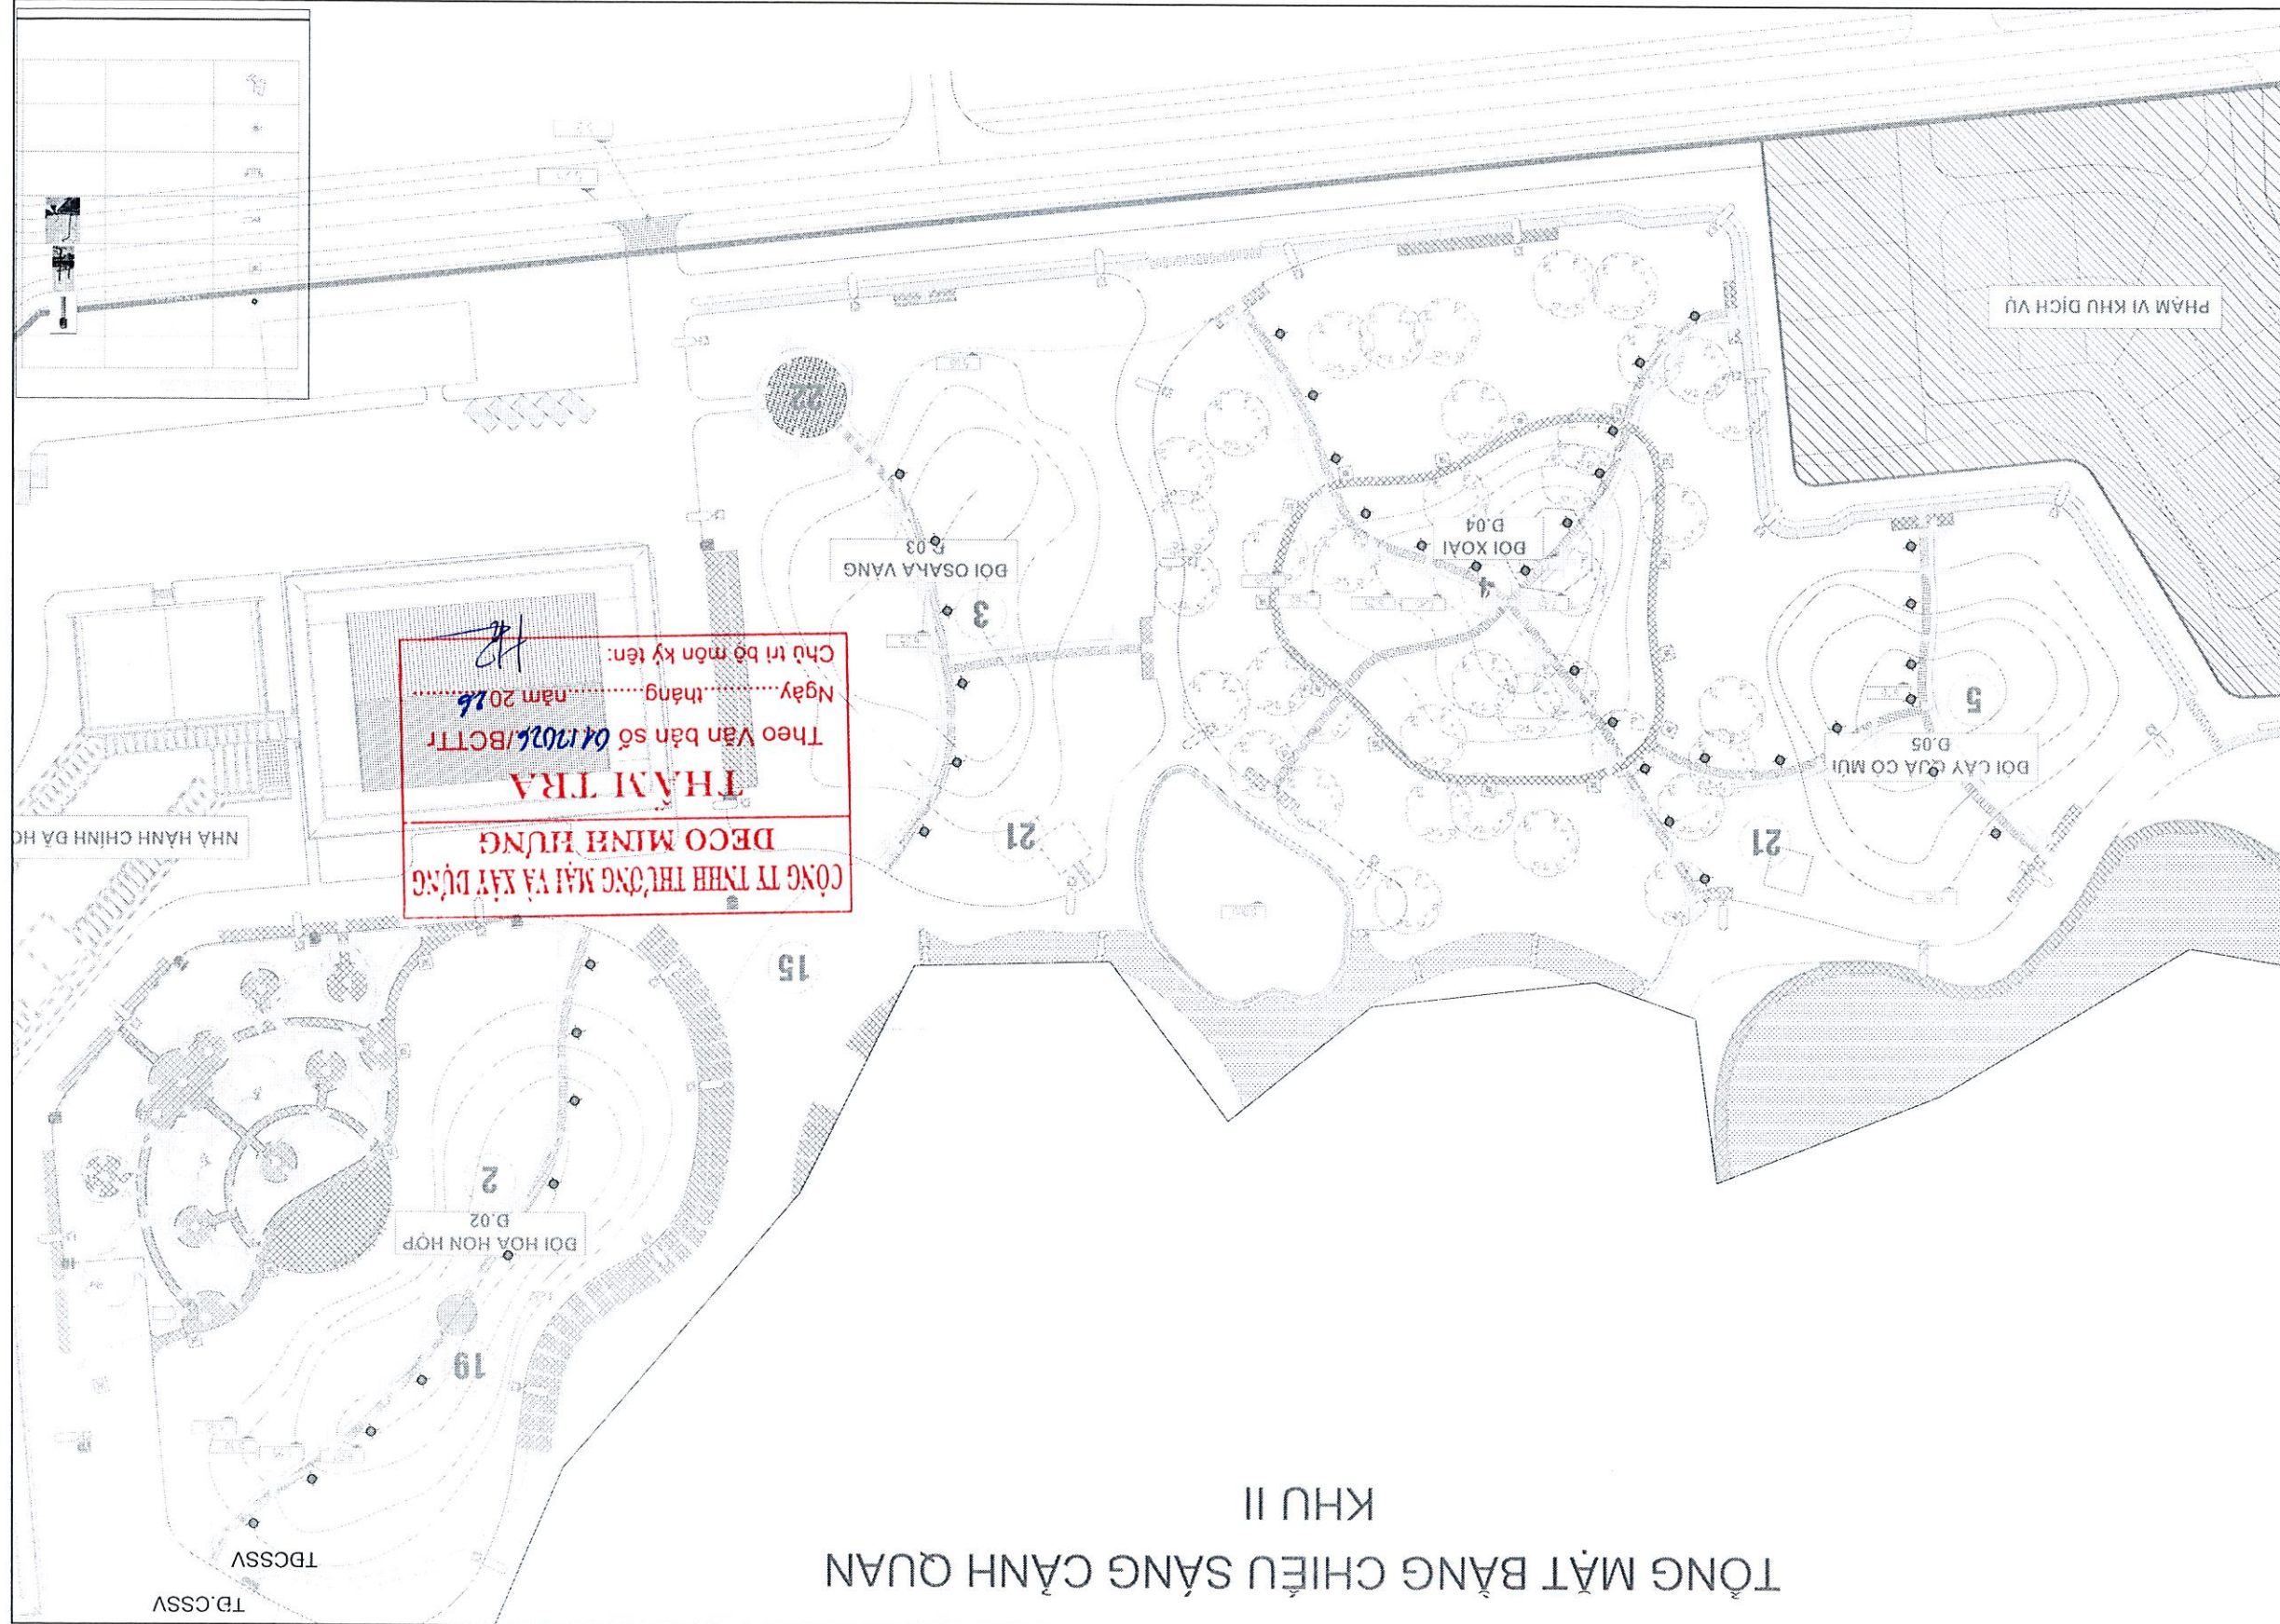 TỔNG MẶT BẰNG CHIẾU SÁNG CẢNH QUAN
KHU II
TĐ.CSSV
TĐCSSV
19
ĐỒI HOA HỖN HỢP
Đ.02
2
15
CÔNG TY TNHH THƯƠNG MẠI VÀ XÂY DỰNG
DECO MINH HƯNG
THẨM TRA
Theo Văn bản số 04.1/2026/BCTTr
Ngày............tháng............năm 2026
Chủ trì bộ môn ký tên:
NHÀ HÀNH CHÍNH ĐA
21
21
ĐỒI CÂY QUẢ CÓ MÚI
Đ.05
5
4
ĐỒI XOÀI
Đ.04
3
ĐỒI OSAKA VÀNG
Đ.03
22
PHẠM VI KHU DỊCH VỤ